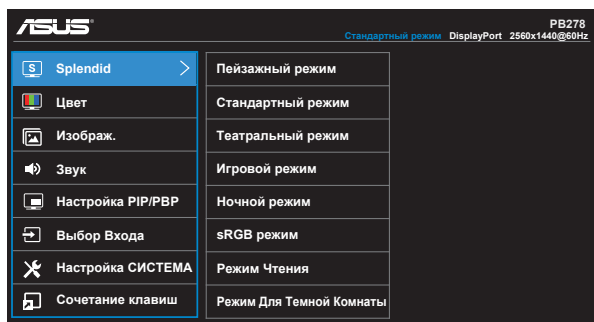 ASUS
PB278
Стандартный режим DisplayPort 2560x1440@60Hz
S Splendid
Цвет
Изображ.
Звук
Настройка PIP/PBP
Выбор Входа
Настройка СИСТЕМА
Сочетание клавиш
Пейзажный режим
Стандартный режим
Театральный режим
Игровой режим
Ночной режим
sRGB режим
Режим Чтения
Режим Для Темной Комнаты